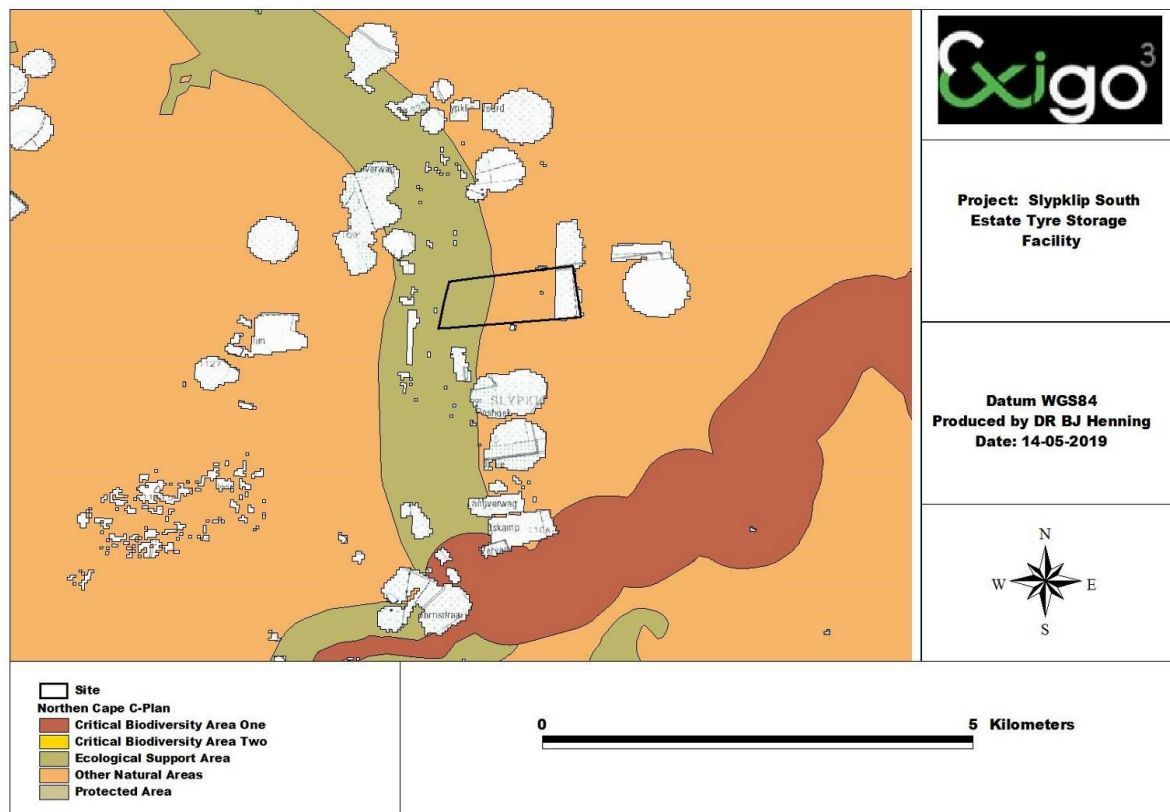 Exigo3
Project: Slypklip South
Estate Tyre Storage
Facility
Datum WGS84
Produced by DR BJ Henning
Date: 14-05-2019
N
W E
S
SLYPKL
Site
Northen Cape C-Plan
Critical Biodiversity Area One
Critical Biodiversity Area Two
Ecological Support Area
Other Natural Areas
Protected Area
0 5 Kilometers